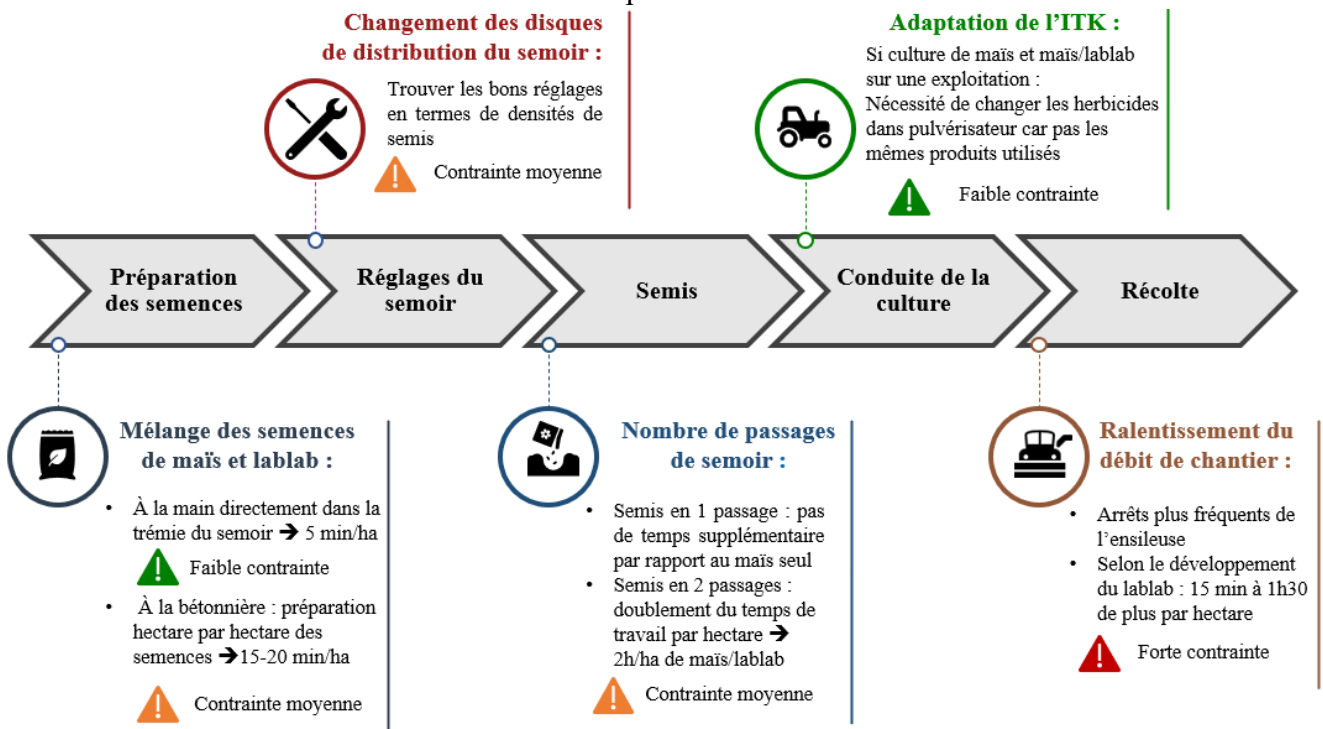 Changement des disques
de distribution du semoir :
Trouver les bons réglages
en termes de densités de
semis
Contrainte moyenne
Adaptation de l’ITK :
Si culture de maïs et maïs/lablab
sur une exploitation :
Nécessité de changer les herbicides
dans pulvérisateur car pas les
mêmes produits utilisés
Faible contrainte
Préparation
des semences
Réglages du
semoir
Semis
Conduite de la
culture
Récolte
Mélange des semences
de maïs et lablab :
• À la main directement dans la
trémie du semoir ➔ 5 min/ha
Faible contrainte
• À la bétonnière : préparation
hectare par hectare des
semences ➔15-20 min/ha
Contrainte moyenne
Nombre de passages
de semoir :
• Semis en 1 passage : pas
de temps supplémentaire
par rapport au maïs seul
• Semis en 2 passages :
doublement du temps de
travail par hectare ➔
2h/ha de maïs/lablab
Contrainte moyenne
Ralentissement du
débit de chantier :
• Arrêts plus fréquents de
l’ensileuse
• Selon le développement
du lablab : 15 min à 1h30
de plus par hectare
Forte contrainte